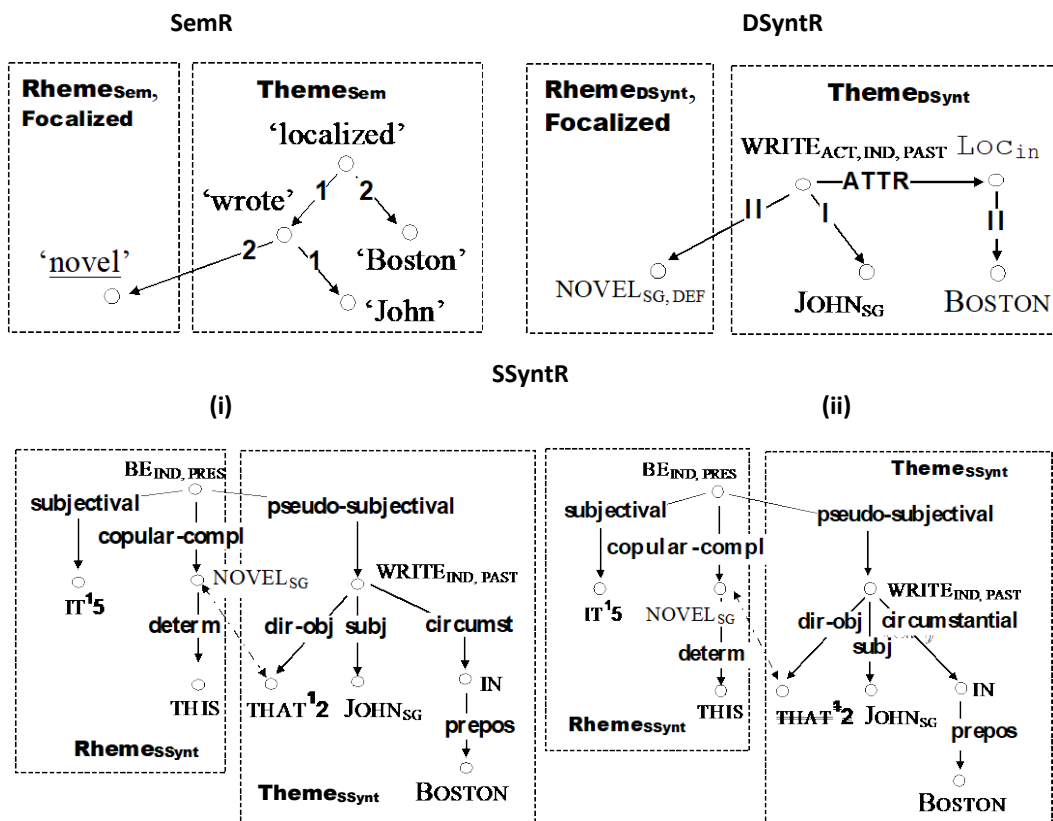 SemR
DSyntR
Rheme_Sem,
Focalized
Theme_Sem
‘localized’
1
2
‘wrote’
2
1
‘Boston’
‘novel’
‘John’
Rheme_DSynt,
Focalized
Theme_DSynt
WRITE_ACT, IND, PAST
Loc_in
ATTR
II
I
II
NOVEL_SG, DEF
JOHN_SG
BOSTON
SSyntR
(i)
(ii)
BE_IND, PRES
subjectival
pseudo-subjectival
copular-compl
IT¹5
NOVEL_SG
WRITE_IND, PAST
determ
dir-obj
subj
circumst
THIS
THAT¹2
JOHN_SG
IN
prepos
Rheme_SSynt
Theme_SSynt
BOSTON
BE_IND, PRES
Theme_SSynt
subjectival
pseudo-subjectival
copular-compl
IT¹5
NOVEL_SG
WRITE_IND, PAST
dir-obj
circumstantial
subj
determ
THIS
THAT¹2
JOHN_SG
IN
Rheme_SSynt
prepos
BOSTON